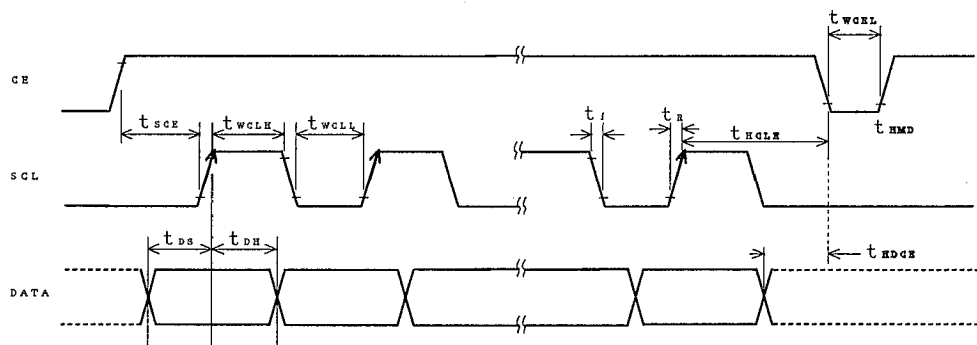 tWCEL
CE
tSCE
tWCLH
tWCLL
tf
tR
tHCLE
tHMD
SCL
tDS
tDH
tHDCE
DATA